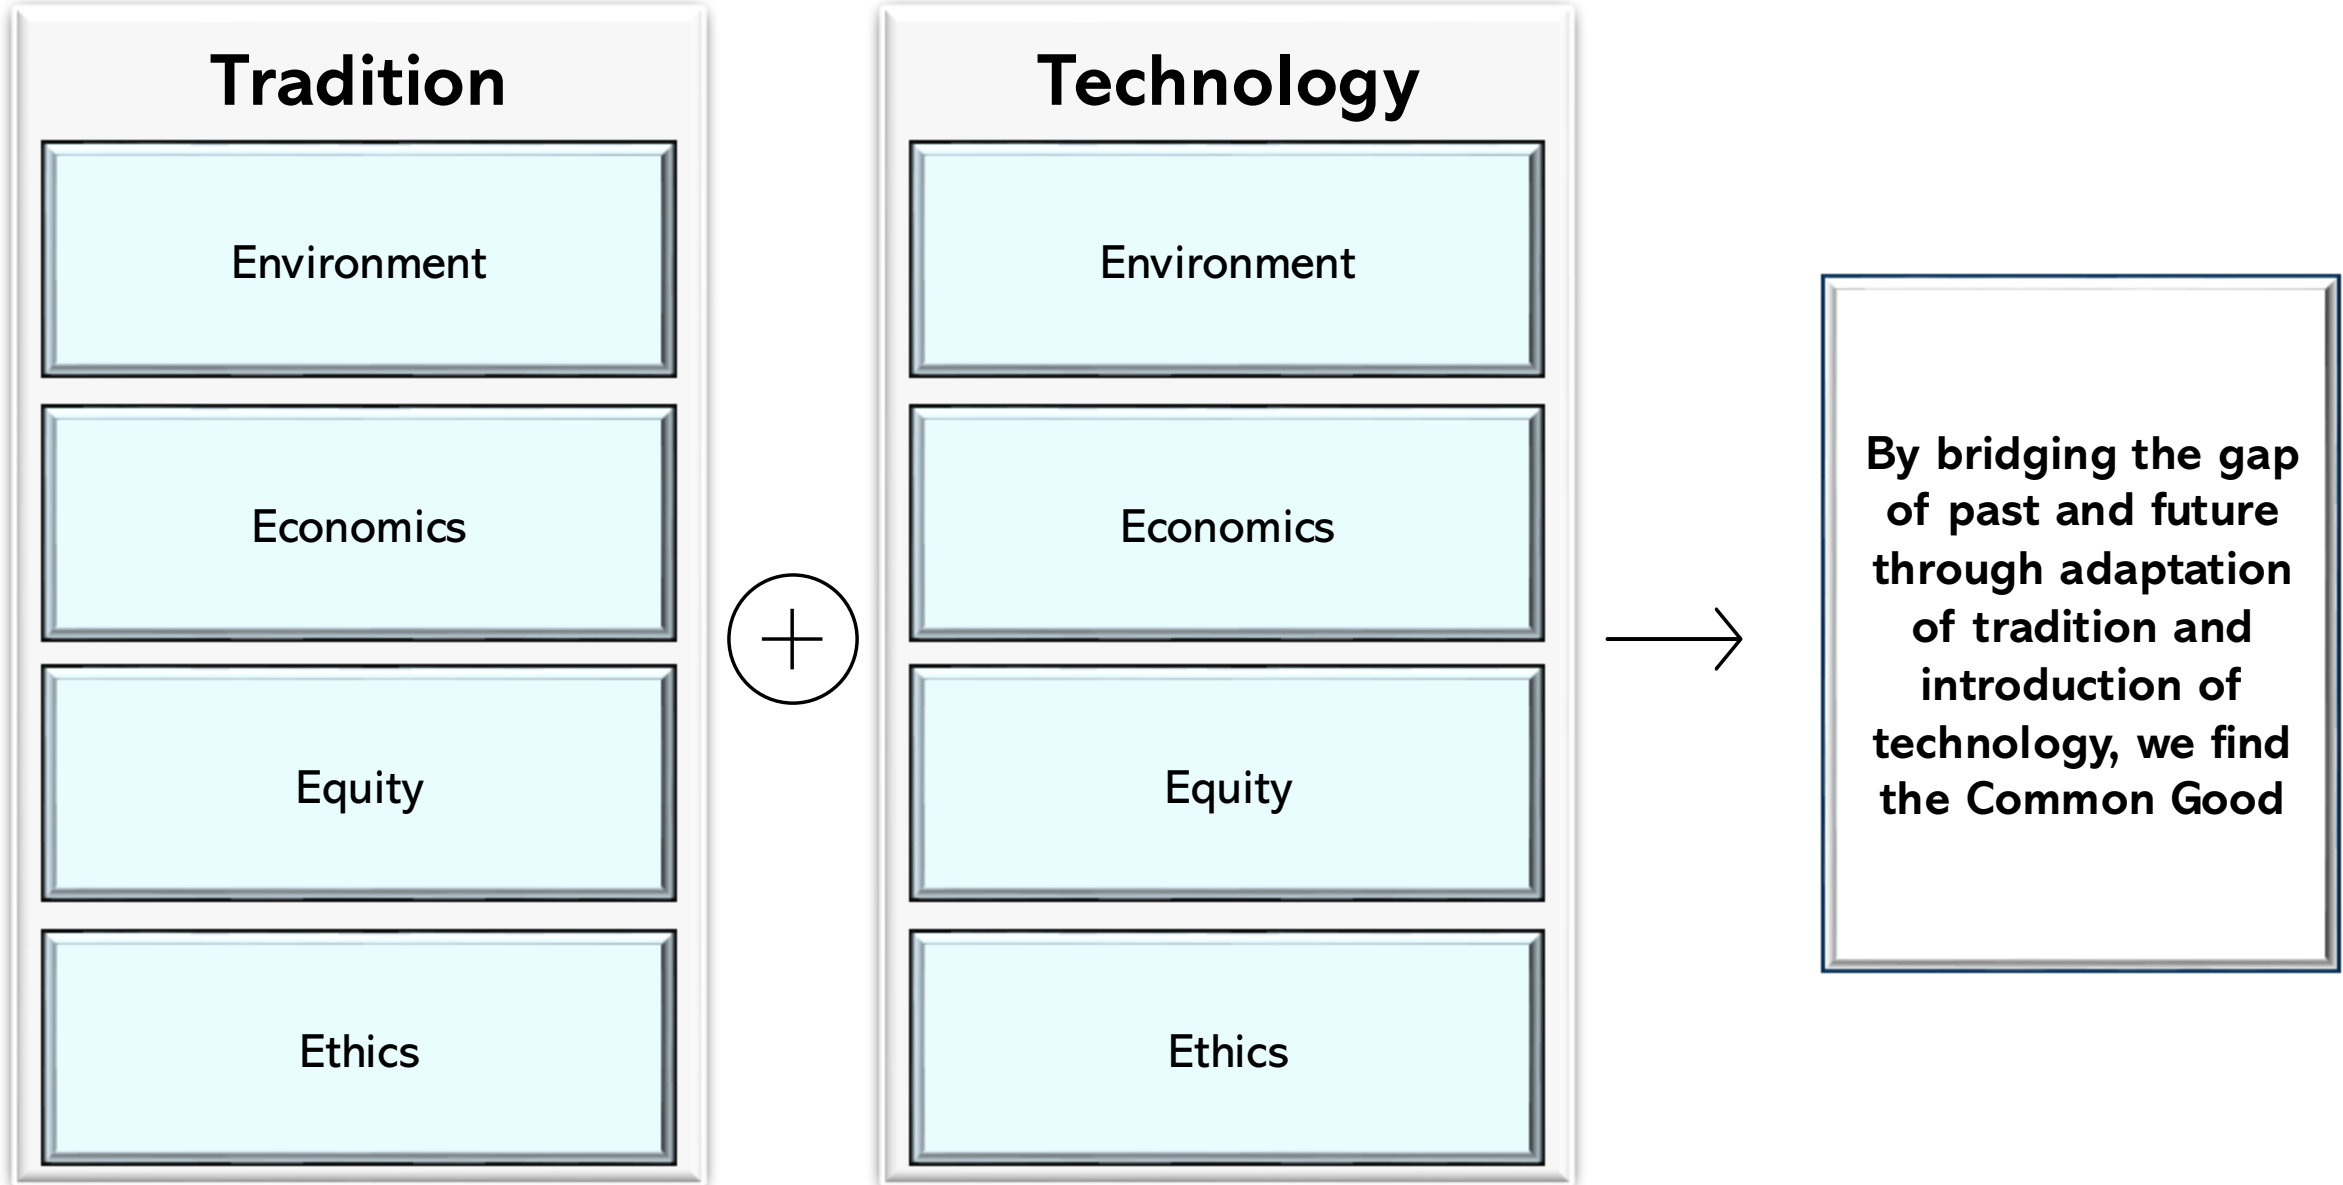 Tradition
Environment
Economics
Equity
Ethics
Technology
Environment
Economics
Equity
Ethics
By bridging the gap
of past and future
through adaptation
of tradition and
introduction of
technology, we find
the Common Good